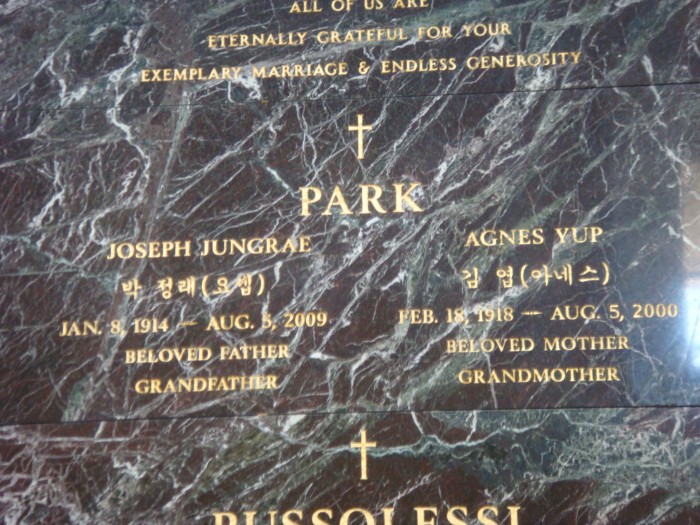 ALL OF US ARE
ETERNALLY GRATEFUL FOR YOUR
EXEMPLARY MARRIAGE & ENDLESS GENEROSITY
PARK
JOSEPH JUNGRAE
박 정래(요셉)
JAN. 8, 1914 — AUG. 5, 2009
BELOVED FATHER
GRANDFATHER
AGNES YUP
김 엽(아네스)
FEB. 18, 1918 — AUG. 5, 2000
BELOVED MOTHER
GRANDMOTHER